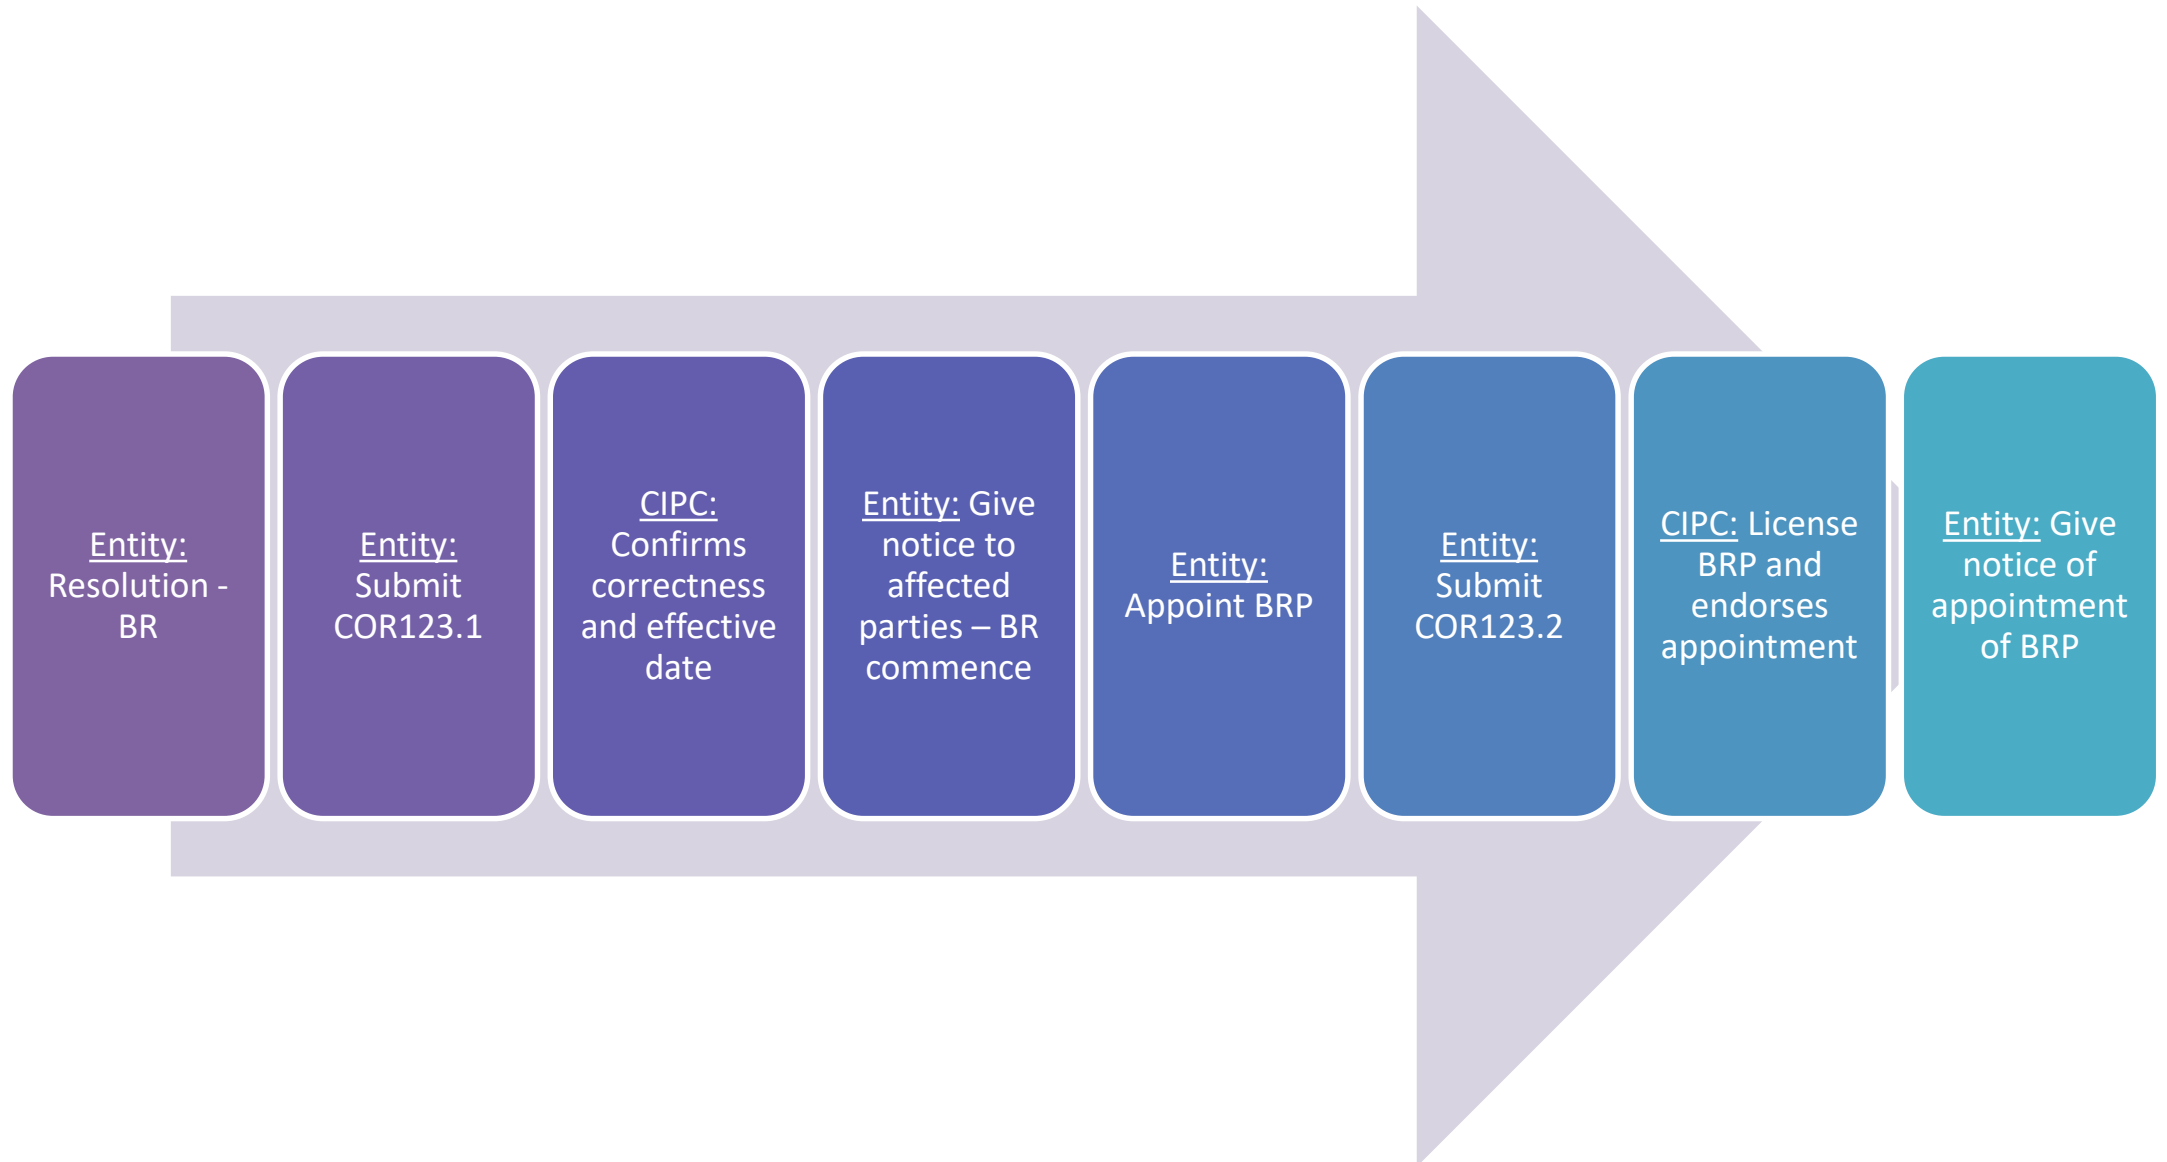 Entity:
Resolution -
BR
Entity:
Submit
COR123.1
CIPC:
Confirms
correctness
and effective
date
Entity: Give
notice to
affected
parties – BR
commence
Entity:
Appoint BRP
Entity:
Submit
COR123.2
CIPC: License
BRP and
endorses
appointment
Entity: Give
notice of
appointment
of BRP